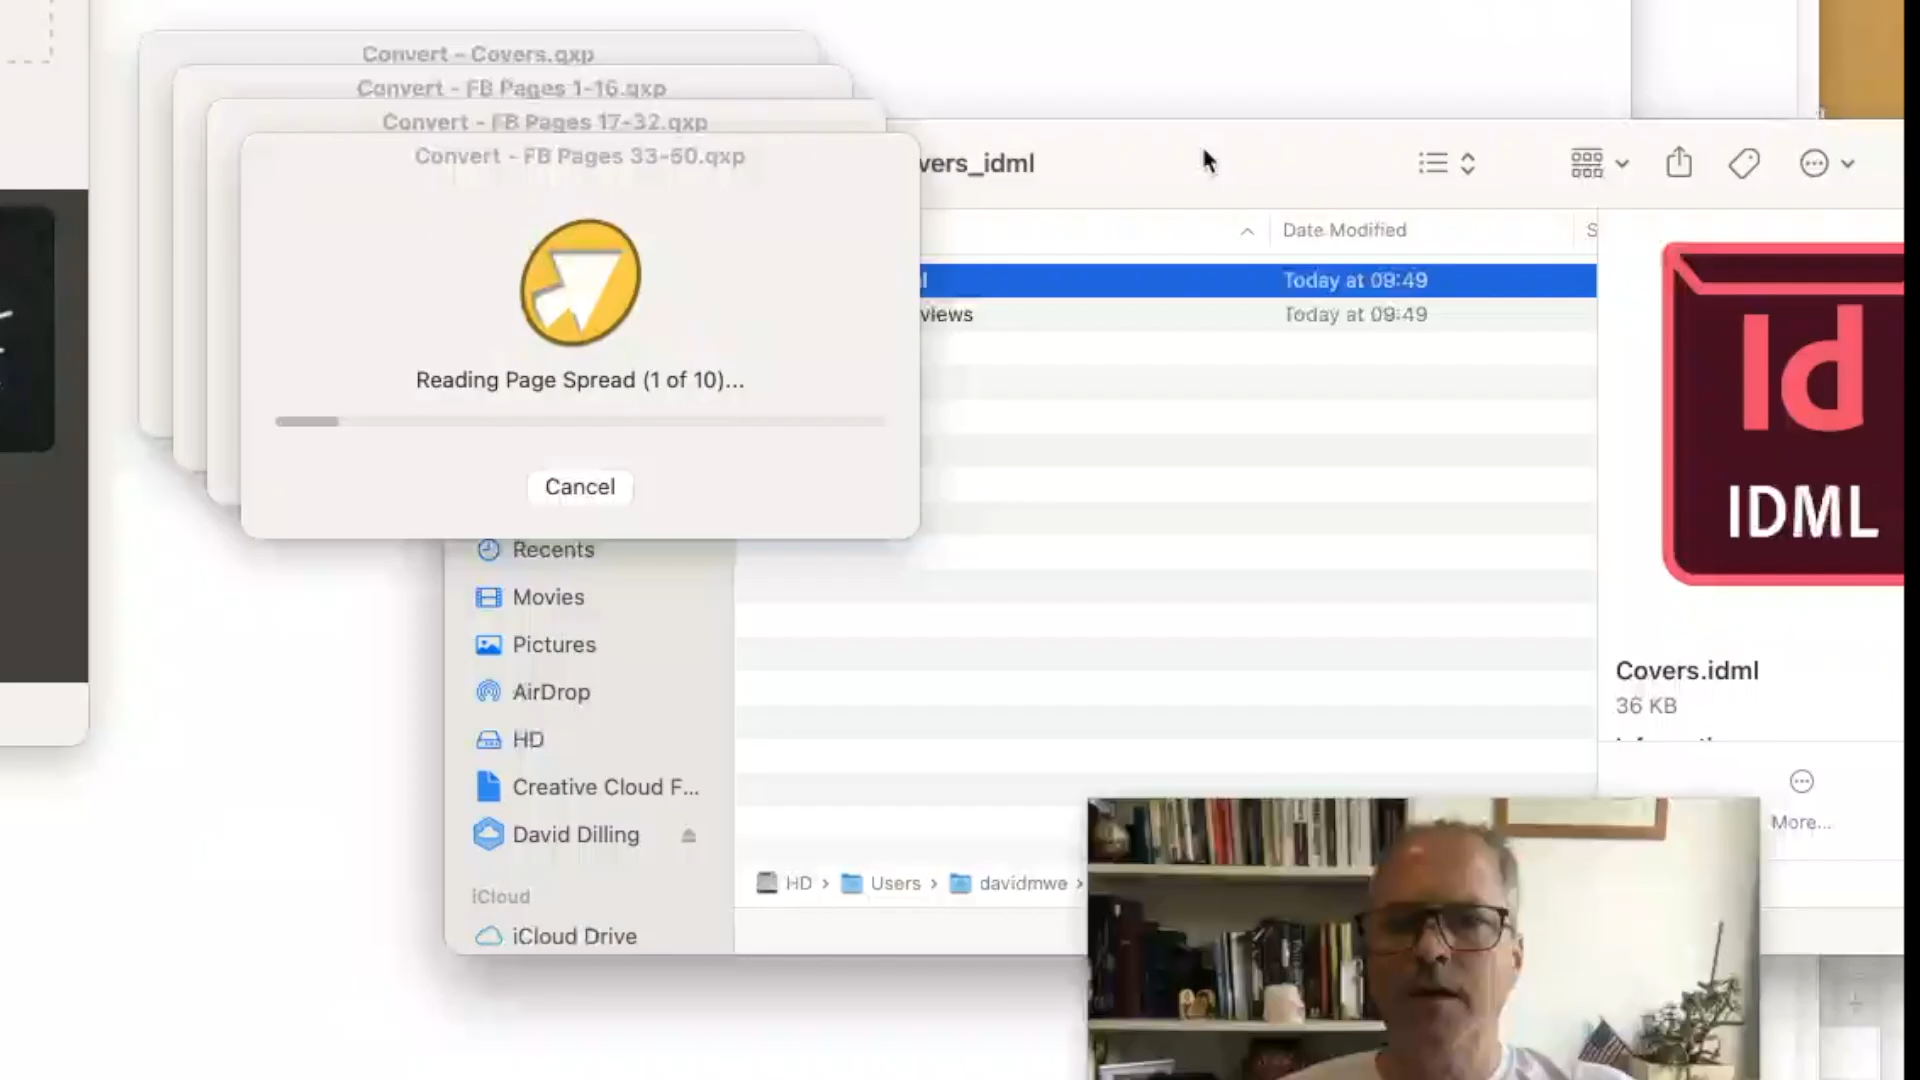 Convert - Covers.qxp
Convert - FB Pages 1-16.qxp
Convert - FB Pages 17-32.qxp
Convert - FB Pages 33-60.qxp
Reading Page Spread (1 of 10)...
Cancel
vers_idml
Date Modified
S
Today at 09:49
views
Today at 09:49
Id
IDML
Covers.idml
36 KB
More...
Recents
Movies
Pictures
AirDrop
HD
Creative Cloud F...
David Dilling
iCloud
iCloud Drive
HD › Users › davidmwe ›